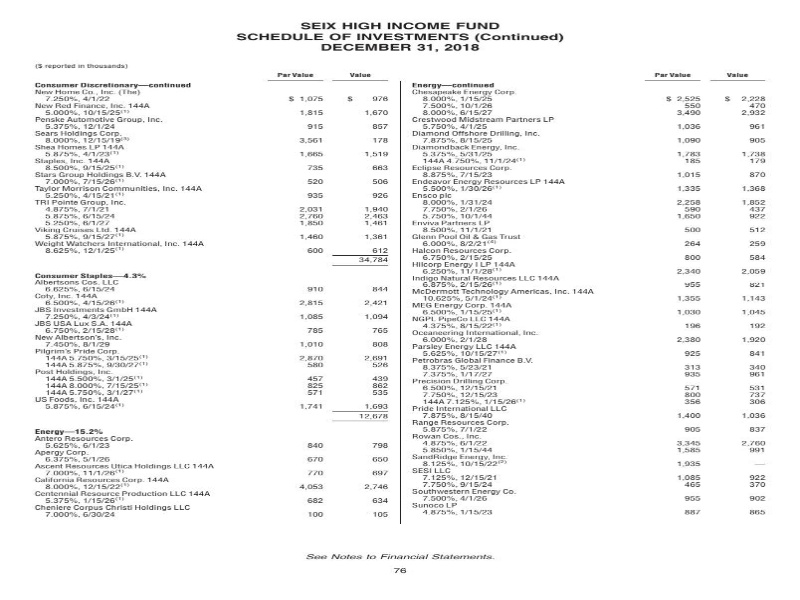 SEIX HIGH INCOME FUND
SCHEDULE OF INVESTMENTS (Continued)
DECEMBER 31, 2018
($ reported in thousands)
Par Value Value
Consumer Discretionary—continued
New Home Co., Inc. (The)
7.250%, 4/1/22 $ 1,075 $ 976
New Red Finance, Inc. 144A
5.000%, 10/15/25(1) 1,815 1,670
Penske Automotive Group, Inc.
5.375%, 12/1/24 915 857
Sears Holdings Corp.
8.000%, 12/15/19(3) 3,561 178
Shea Homes LP 144A
5.875%, 4/1/23(1) 1,665 1,519
Staples, Inc. 144A
8.500%, 9/15/25(1) 735 663
Stars Group Holdings B.V. 144A
7.000%, 7/15/26(1) 520 506
Taylor Morrison Communities, Inc. 144A
5.250%, 4/15/21(1) 935 926
TRI Pointe Group, Inc.
4.875%, 7/1/21 2,031 1,940
5.875%, 6/15/24 2,760 2,463
5.250%, 6/1/27 1,850 1,461
Viking Cruises Ltd. 144A
5.875%, 9/15/27(1) 1,460 1,361
Weight Watchers International, Inc. 144A
8.625%, 12/1/25(1) 600 612
34,784
Consumer Staples—4.3%
Albertsons Cos. LLC
6.625%, 6/15/24 910 844
Coty, Inc. 144A
6.500%, 4/15/26(1) 2,815 2,421
JBS Investments GmbH 144A
7.250%, 4/3/24(1) 1,085 1,094
JBS USA Lux S.A. 144A
6.750%, 2/15/28(1) 785 765
New Albertson's, Inc.
7.450%, 8/1/29 1,010 808
Pilgrim's Pride Corp.
144A 5.750%, 3/15/25(1) 2,870 2,691
144A 5.875%, 9/30/27(1) 580 526
Post Holdings, Inc.
144A 5.500%, 3/1/25(1) 457 439
144A 8.000%, 7/15/25(1) 825 862
144A 5.750%, 3/1/27(1) 571 535
US Foods, Inc. 144A
5.875%, 6/15/24(1) 1,741 1,693
12,678
Energy—15.2%
Antero Resources Corp.
5.625%, 6/1/23 840 798
Apergy Corp.
6.375%, 5/1/26 670 650
Ascent Resources Utica Holdings LLC 144A
7.000%, 11/1/26(1) 770 697
California Resources Corp. 144A
8.000%, 12/15/22(1) 4,053 2,746
Centennial Resource Production LLC 144A
5.375%, 1/15/26(1) 682 634
Cheniere Corpus Christi Holdings LLC
7.000%, 6/30/24 100 105
Par Value Value
Energy—continued
Chesapeake Energy Corp.
8.000%, 1/15/25 $ 2,525 $ 2,228
7.500%, 10/1/26 550 470
8.000%, 6/15/27 3,490 2,932
Crestwood Midstream Partners LP
5.750%, 4/1/25 1,036 961
Diamond Offshore Drilling, Inc.
7.875%, 8/15/25 1,090 905
Diamondback Energy, Inc.
5.375%, 5/31/25 1,783 1,738
144A 4.750%, 11/1/24(1) 185 179
Eclipse Resources Corp.
8.875%, 7/15/23 1,015 870
Endeavor Energy Resources LP 144A
5.500%, 1/30/26(1) 1,335 1,368
Ensco plc
8.000%, 1/31/24 2,258 1,852
7.750%, 2/1/26 590 437
5.750%, 10/1/44 1,650 922
Enviva Partners LP
8.500%, 11/1/21 500 512
Glenn Pool Oil & Gas Trust
6.000%, 8/2/21 264 259
Halcon Resources Corp.
6.750%, 2/15/25 800 584
Hilcorp Energy I LP 144A
6.250%, 11/1/28(1) 2,340 2,059
Indigo Natural Resources LLC 144A
6.875%, 2/15/26(1) 955 821
McDermott Technology Americas, Inc. 144A
10.625%, 5/1/24(1) 1,355 1,143
MEG Energy Corp. 144A
6.500%, 1/15/25(1) 1,030 1,045
NGPL PipeCo LLC 144A
4.375%, 8/15/22(1) 196 192
Oceaneering International, Inc.
6.000%, 2/1/28 2,380 1,920
Parsley Energy LLC 144A
5.625%, 10/15/27(1) 925 841
Petrobras Global Finance B.V.
8.375%, 5/23/21 313 340
7.375%, 1/17/27 935 961
Precision Drilling Corp.
6.500%, 12/15/21 571 531
7.750%, 12/15/23 800 737
144A 7.125%, 1/15/26(1) 356 306
Pride International LLC
7.875%, 8/15/40 1,400 1,036
Range Resources Corp.
5.875%, 7/1/22 905 837
Rowan Cos., Inc.
4.875%, 6/1/22 3,345 2,760
5.850%, 1/15/44 1,585 991
SandRidge Energy, Inc.
8.125%, 10/15/22 1,935 —
SESI LLC
7.125%, 12/15/21 1,085 922
7.750%, 9/15/24 465 370
Southwestern Energy Co.
7.500%, 4/1/26 955 902
Sunoco LP
4.875%, 1/15/23 887 865
See Notes to Financial Statements.
76